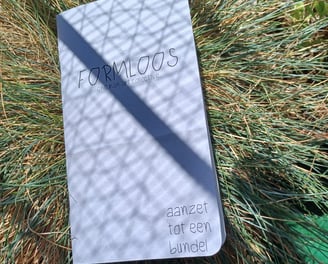 FORMLOOS
aanzet
tot een
bundel